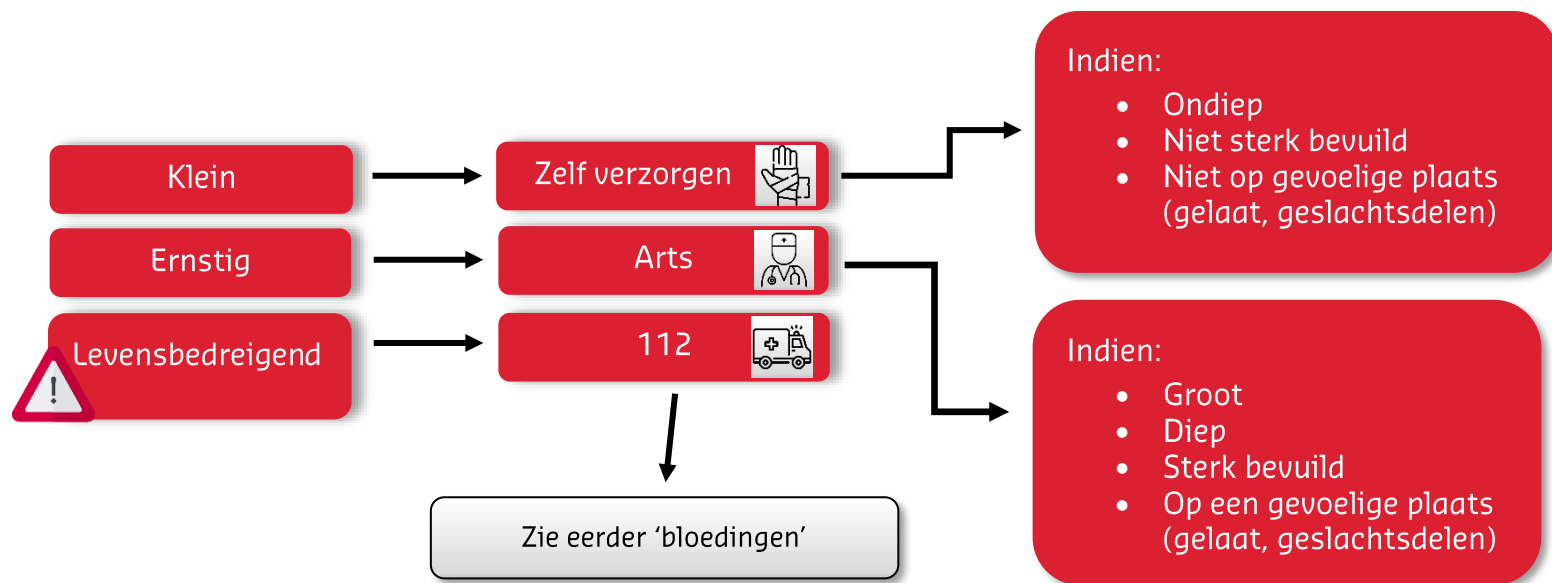 Klein
Zelf verzorgen
Indien:
• Ondiep
• Niet sterk bevuild
• Niet op gevoelige plaats
(gelaat, geslachtsdelen)
Ernstig
Arts
Indien:
• Groot
• Diep
• Sterk bevuild
• Op een gevoelige plaats
(gelaat, geslachtsdelen)
Levensbedreigend
!
112
Zie eerder ‘bloedingen’